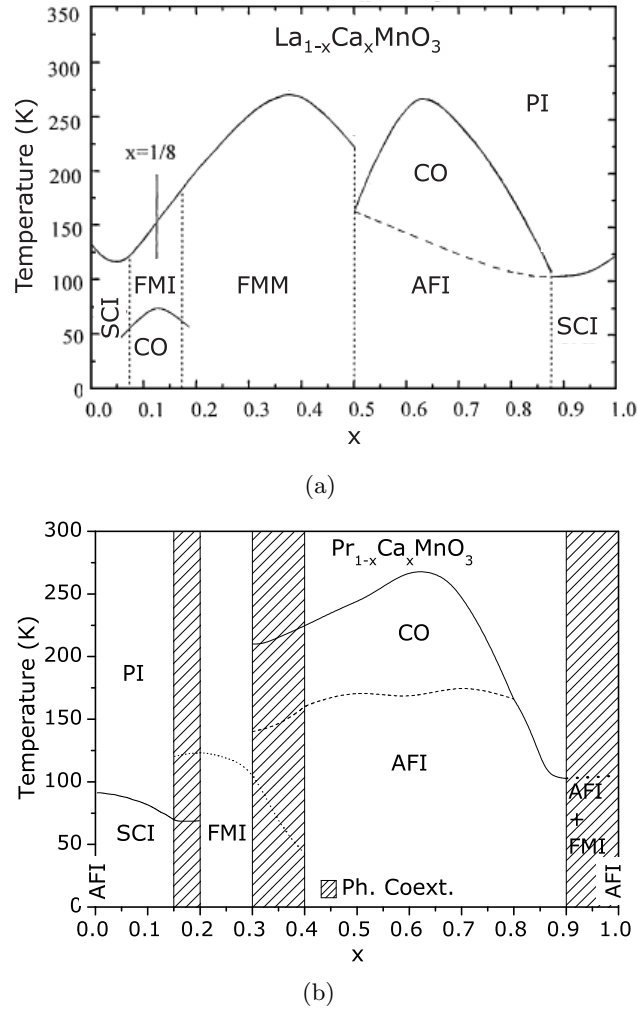 La1-xCaxMnO3
350
300
250
200
150
100
50
0
Temperature (K)
x=1/8
PI
CO
SCI
FMI
CO
FMM
AFI
SCI
0.0 0.1 0.2 0.3 0.4 0.5 0.6 0.7 0.8 0.9 1.0
x
(a)
Pr1-xCaxMnO3
300
250
200
150
100
50
0
Temperature (K)
PI
CO
AFI
SCI
FMI
AFI
+
FMI
AFI
AFI
Ph. Coext.
0.0 0.1 0.2 0.3 0.4 0.5 0.6 0.7 0.8 0.9 1.0
x
(b)